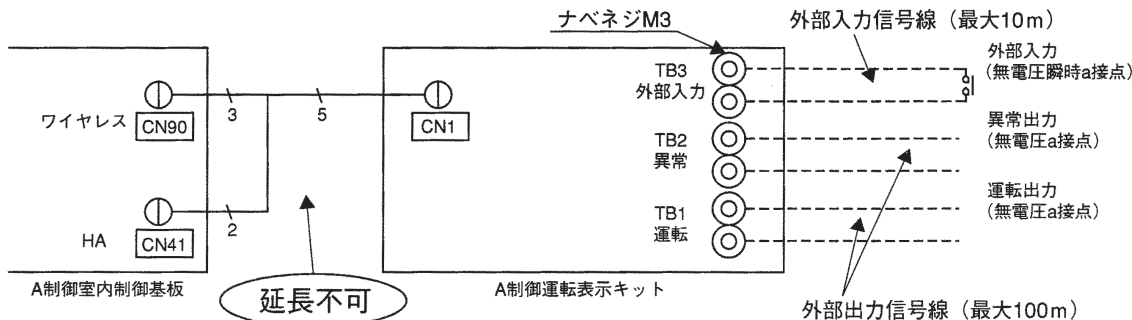 ナベネジM3
外部入力信号線（最大10m）
外部入力
（無電圧瞬時a接点）
TB3
外部入力
ワイヤレス
CN90
3
5
CN1
TB2
異常
異常出力
（無電圧a接点）
HA
CN41
2
TB1
運転
運転出力
（無電圧a接点）
A制御室内制御基板
延長不可
A制御運転表示キット
外部出力信号線（最大100m）